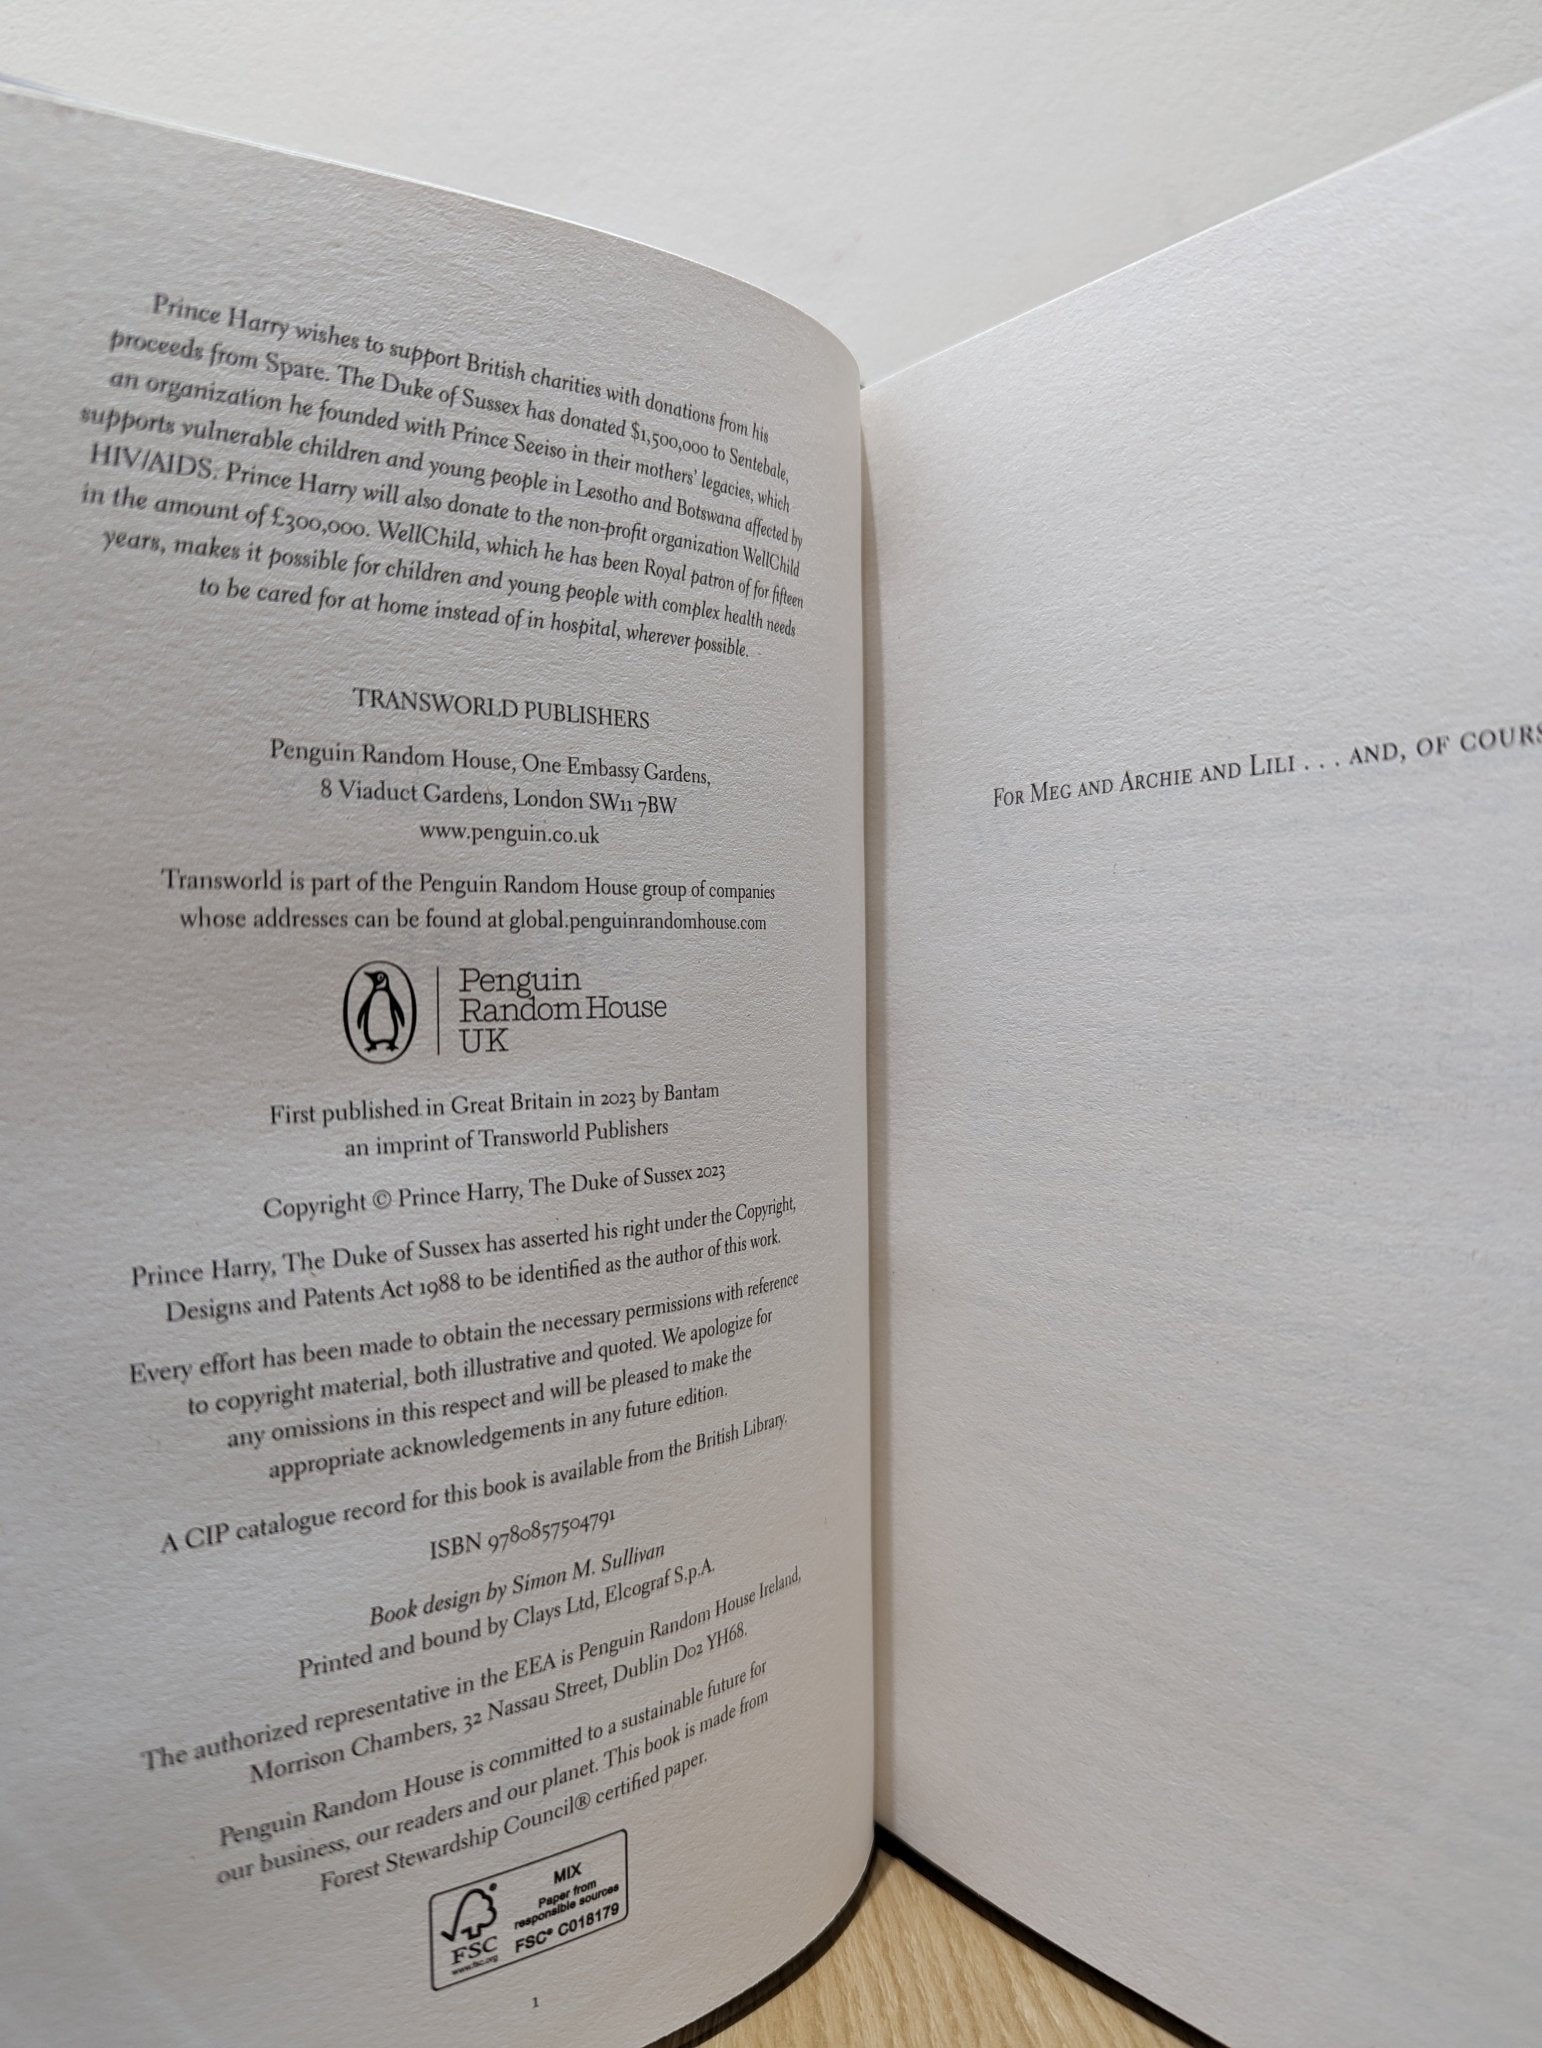 Prince Harry wishes to support British charities with donations from his
proceeds from Spare. The Duke of Sussex has donated $1,500,000 to Sentebale,
an organization he founded with Prince Seeiso in their mothers' legacies, which
supports vulnerable children and young people in Lesotho and Botswana affected by
HIV/AIDS. Prince Harry will also donate to the non-profit organization WellChild
in the amount of £300,000. WellChild, which he has been Royal patron of for fifteen
years, makes it possible for children and young people with complex health needs
to be cared for at home instead of in hospital, wherever possible.
TRANSWORLD PUBLISHERS
Penguin Random House, One Embassy Gardens,
8 Viaduct Gardens, London SW11 7BW
www.penguin.co.uk
Transworld is part of the Penguin Random House group of companies
whose addresses can be found at global.penguinrandomhouse.com
Penguin
Random House
UK
First published in Great Britain in 2023 by Bantam
an imprint of Transworld Publishers
Copyright © Prince Harry, The Duke of Sussex 2023
Prince Harry, The Duke of Sussex has asserted his right under the Copyright,
Designs and Patents Act 1988 to be identified as the author of this work.
Every effort has been made to obtain the necessary permissions with reference
to copyright material, both illustrative and quoted. We apologize for
any omissions in this respect and will be pleased to make the
appropriate acknowledgements in any future edition.
A CIP catalogue record for this book is available from the British Library.
ISBN 9780857504791
Book design by Simon M. Sullivan
Printed and bound by Clays Ltd, Elcograf S.p.A.
The authorized representative in the EEA is Penguin Random House Ireland,
Morrison Chambers, 32 Nassau Street, Dublin D02 YH68.
Penguin Random House is committed to a sustainable future for
our business, our readers and our planet. This book is made from
Forest Stewardship Council® certified paper.
FSC
www.fsc.org
MIX
Paper from
responsible sources
FSC® C018179
1
For Meg and Archie and Lili . . . and, of